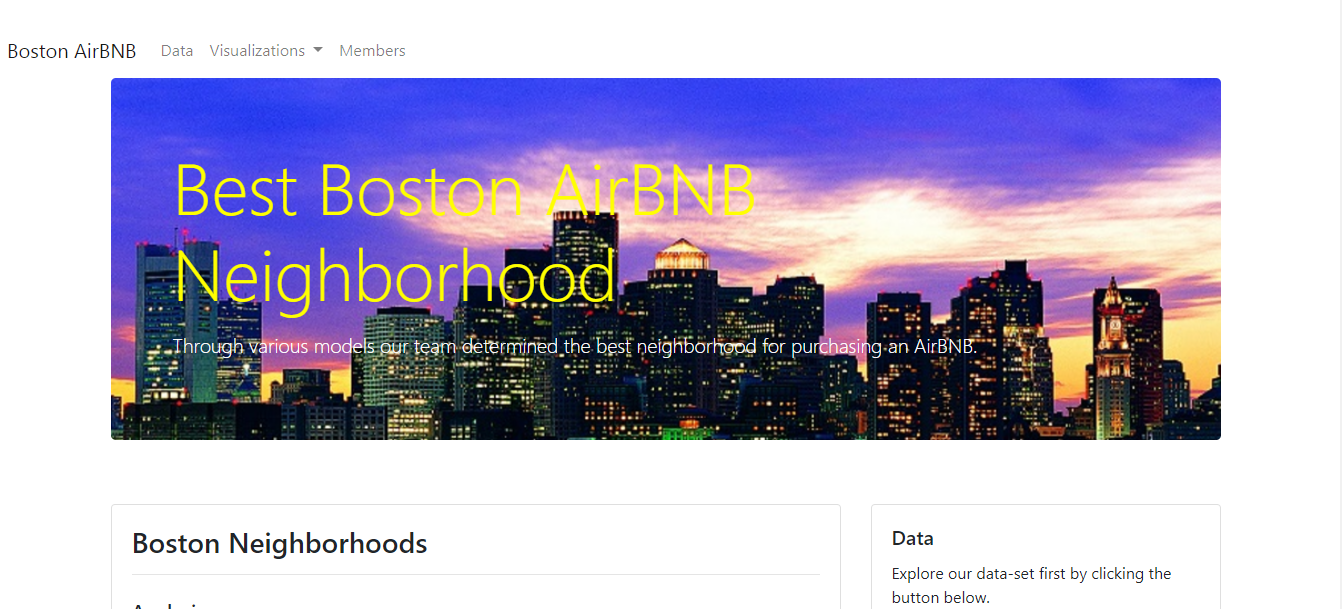 Boston AirBNB Data Visualizations Members
Best Boston AirBNB
Neighborhood
Through various models our team determined the best neighborhood for purchasing an AirBNB.
Boston Neighborhoods
Data
Explore our data-set first by clicking the
button below.